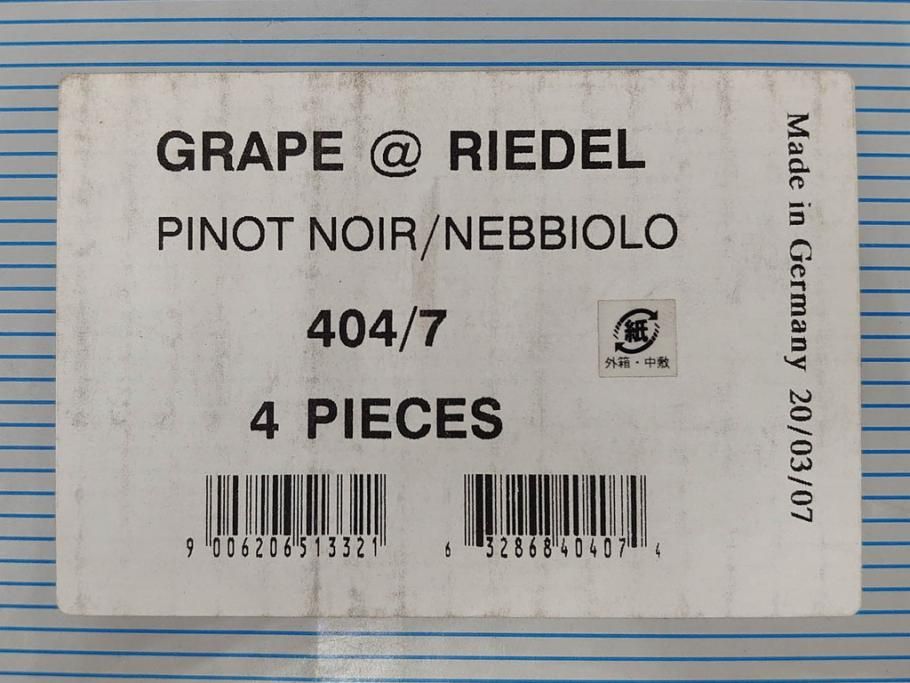 GRAPE @ RIEDEL
PINOT NOIR/NEBBIOLO
404/7
4 PIECES
紙
外箱・中敷
9 006206 513321
6 32868 40407 4
Made in Germany 20/03/07